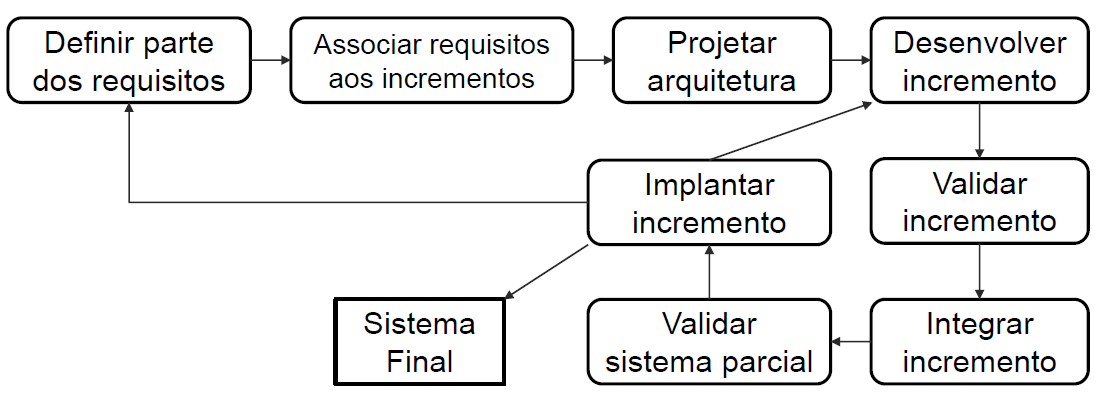 Definir parte
dos requisitos
Associar requisitos
aos incrementos
Projetar
arquitetura
Desenvolver
incremento
Validar
incremento
Integrar
incremento
Validar
sistema parcial
Implantar
incremento
Sistema
Final